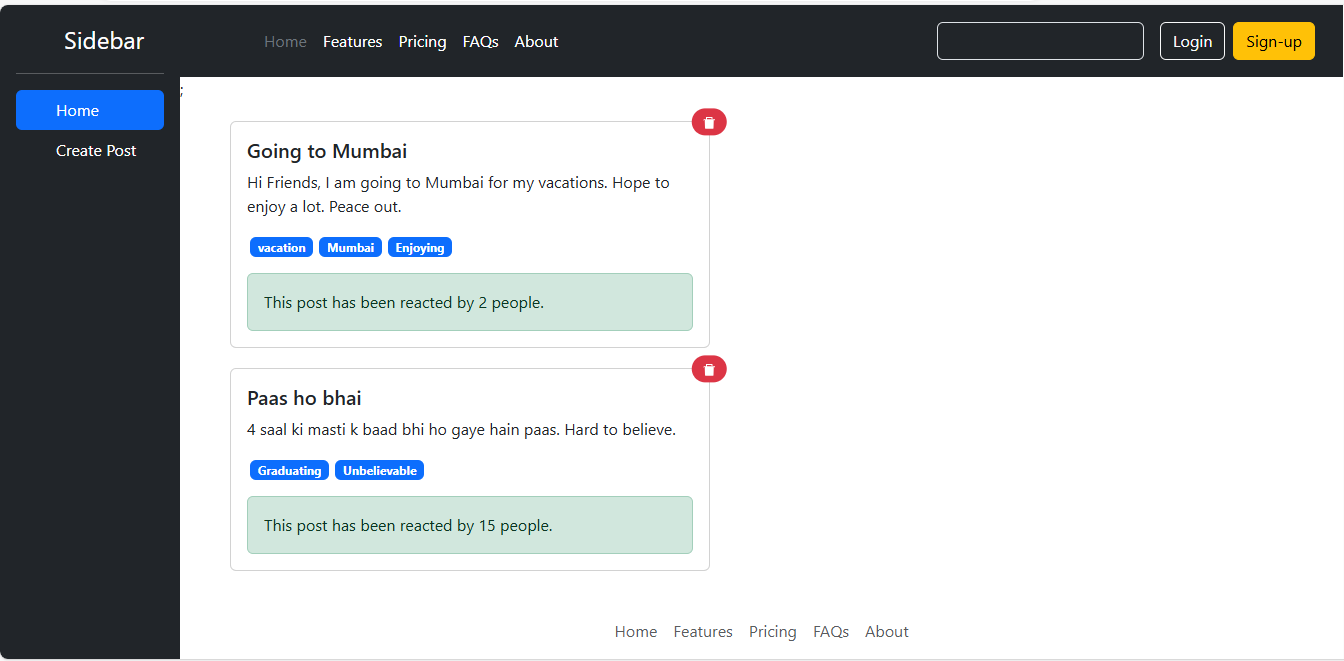 Sidebar
Home Features Pricing FAQs About
Login Sign-up
Home
Create Post
;
Going to Mumbai
Hi Friends, I am going to Mumbai for my vacations. Hope to
enjoy a lot. Peace out.
vacation Mumbai Enjoying
This post has been reacted by 2 people.
Paas ho bhai
4 saal ki masti k baad bhi ho gaye hain paas. Hard to believe.
Graduating Unbelievable
This post has been reacted by 15 people.
Home Features Pricing FAQs About